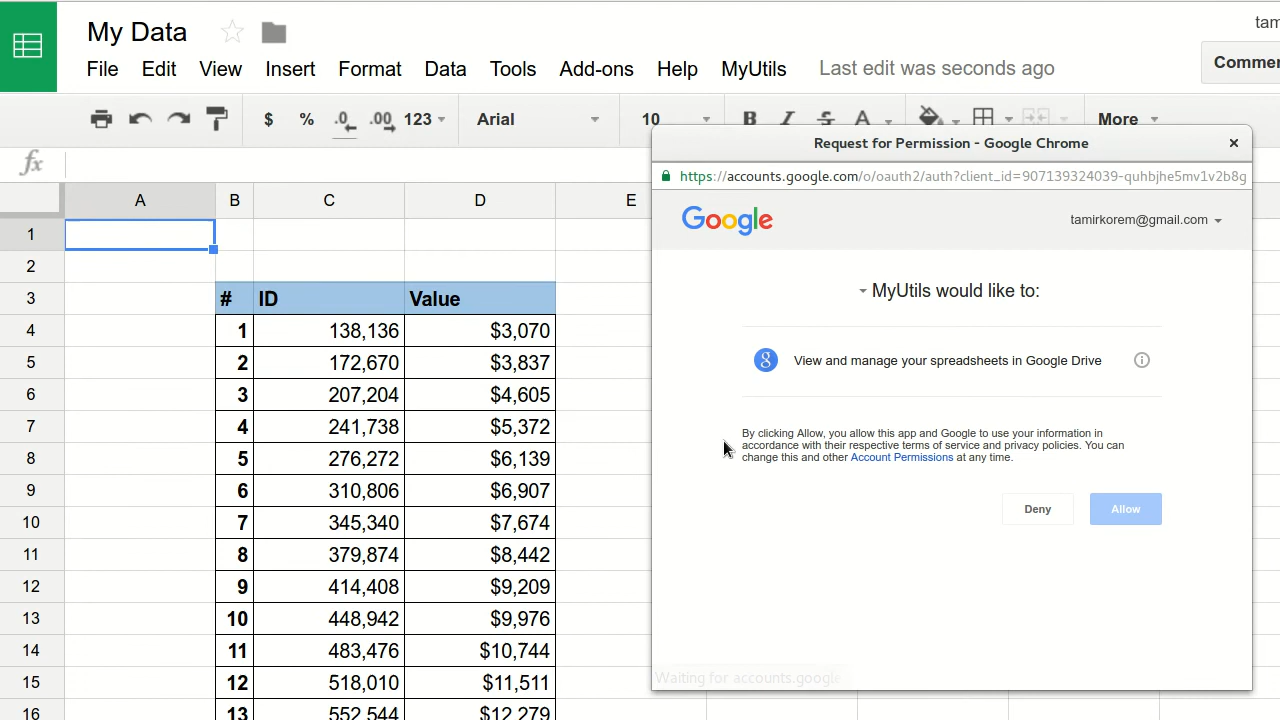 My Data
tam
File Edit View Insert Format Data Tools Add-ons Help MyUtils Last edit was seconds ago
Commen
$ % .0 .00 123 Arial 10 B I S A More
fx
A B C D E
1
2
3 # ID Value
4 1 138,136 $3,070
5 2 172,670 $3,837
6 3 207,204 $4,605
7 4 241,738 $5,372
8 5 276,272 $6,139
9 6 310,806 $6,907
10 7 345,340 $7,674
11 8 379,874 $8,442
12 9 414,408 $9,209
13 10 448,942 $9,976
14 11 483,476 $10,744
15 12 518,010 $11,511
16 13 552,544 $12,279
Request for Permission - Google Chrome ×
https://accounts.google.com/o/oauth2/auth?client_id=907139324039-quhbjhe5mv1v2b8g
Google
tamirkorem@gmail.com
MyUtils would like to:
8 View and manage your spreadsheets in Google Drive i
By clicking Allow, you allow this app and Google to use your information in
accordance with their respective terms of service and privacy policies. You can
change this and other Account Permissions at any time.
Deny Allow
Waiting for accounts.google